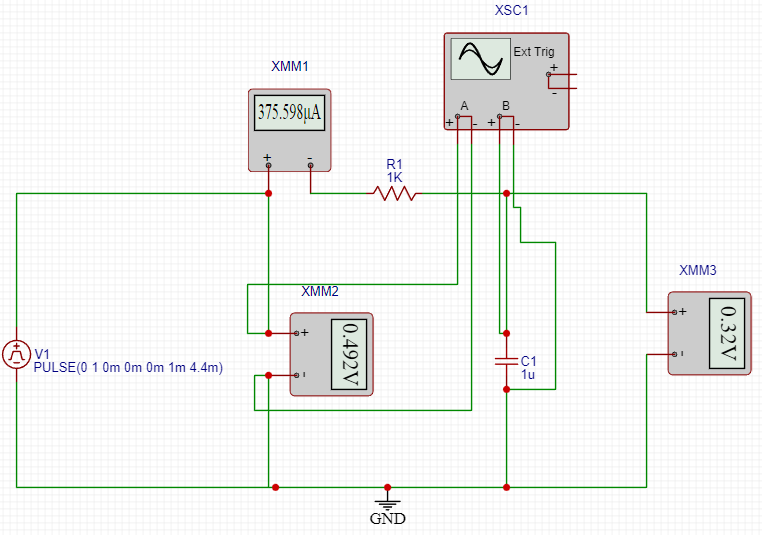 XSC1
Ext Trig
+
-
A B
+ - + -
XMM1
375.598µA
+ -
R1
1K
XMM2
+
-
0.492V
XMM3
+
-
0.32V
V1
PULSE(0 1 0m 0m 0m 1m 4.4m)
C1
1u
GND